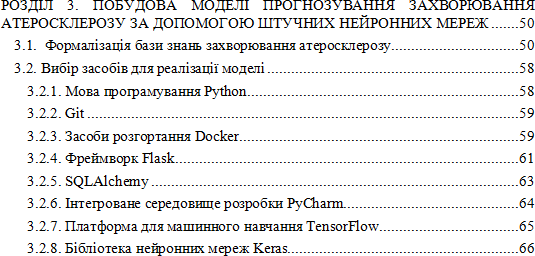 РОЗДІЛ 3. ПОБУДОВА МОДЕЛІ ПРОГНОЗУВАННЯ ЗАХВОРЮВАННЯ
АТЕРОСКЛЕРОЗУ ЗА ДОПОМОГОЮ ШТУЧНИХ НЕЙРОННИХ МЕРЕЖ .......50
3.1. Формалізація бази знань захворювання атеросклерозу.................................50
3.2. Вибір засобів для реалізації моделі ................................................................58
3.2.1. Мова програмування Python.......................................................................58
3.2.2. Git ..................................................................................................................59
3.2.3. Засоби розгортання Docker.........................................................................59
3.2.4. Фреймворк Flask..........................................................................................61
3.2.5. SQLAlchemy ................................................................................................63
3.2.6. Інтегроване середовище розробки PyCharm.............................................64
3.2.7. Платформа для машинного навчання TensorFlow....................................65
3.2.8. Бібліотека нейронних мереж Keras............................................................66